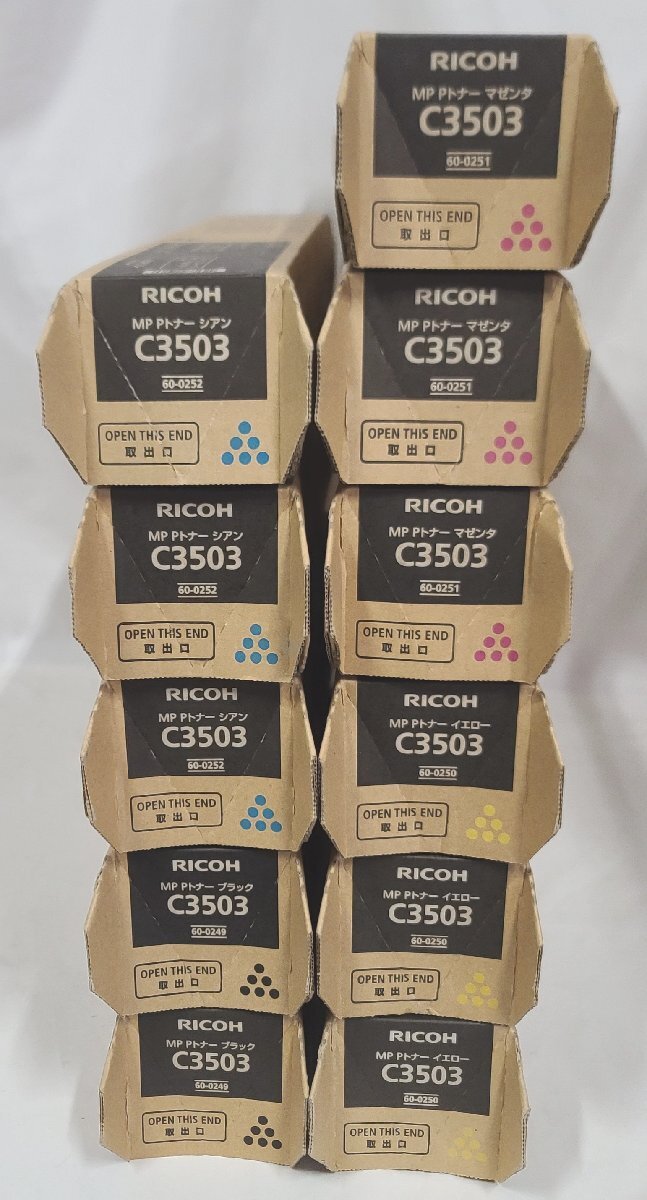 RICOH
MP Pトナー マゼンタ
C3503
60-0251
OPEN THIS END
取出口
RICOH
MP Pトナー シアン
C3503
60-0252
OPEN THIS END
取出口
RICOH
MP Pトナー マゼンタ
C3503
60-0251
OPEN THIS END
取出口
RICOH
MP Pトナー シアン
C3503
60-0252
OPEN THIS END
取出口
RICOH
MP Pトナー マゼンタ
C3503
60-0251
OPEN THIS END
取出口
RICOH
MP Pトナー シアン
C3503
60-0252
OPEN THIS END
取出口
RICOH
MP Pトナー イエロー
C3503
60-0250
OPEN THIS END
取出口
RICOH
MP Pトナー ブラック
C3503
60-0249
OPEN THIS END
取出口
RICOH
MP Pトナー イエロー
C3503
60-0250
OPEN THIS END
取出口
RICOH
MP Pトナー ブラック
C3503
60-0249
OPEN THIS END
取出口
RICOH
MP Pトナー イエロー
C3503
60-0250
OPEN THIS END
取出口